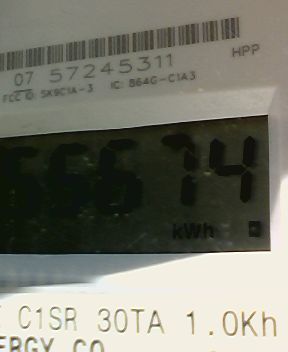 HPP
07 57245311
FCC ID: SK9C1A-3 IC: 864G-C1A3
66674
kWh
C1SR 30TA 1.0Kh
ERGY CO